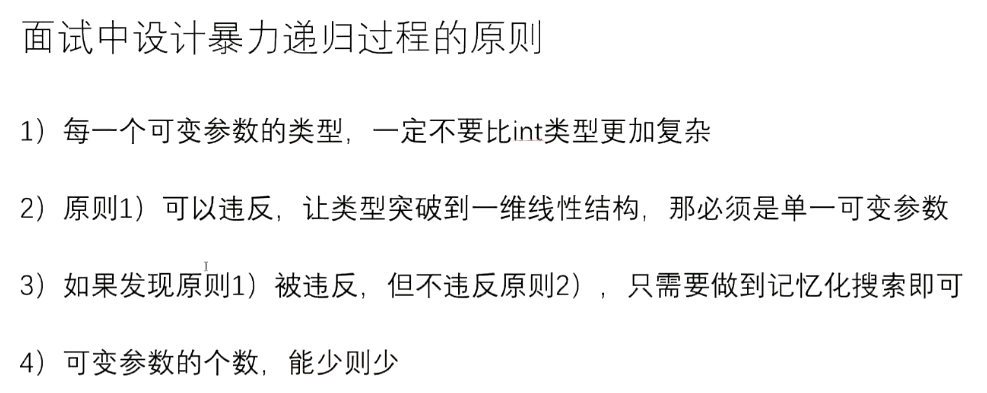 面试中设计暴力递归过程的原则
1）每一个可变参数的类型，一定不要比int类型更加复杂
2）原则1）可以违反，让类型突破到一维线性结构，那必须是单一可变参数
3）如果发现原则1）被违反，但不违反原则2），只需要做到记忆化搜索即可
4）可变参数的个数，能少则少